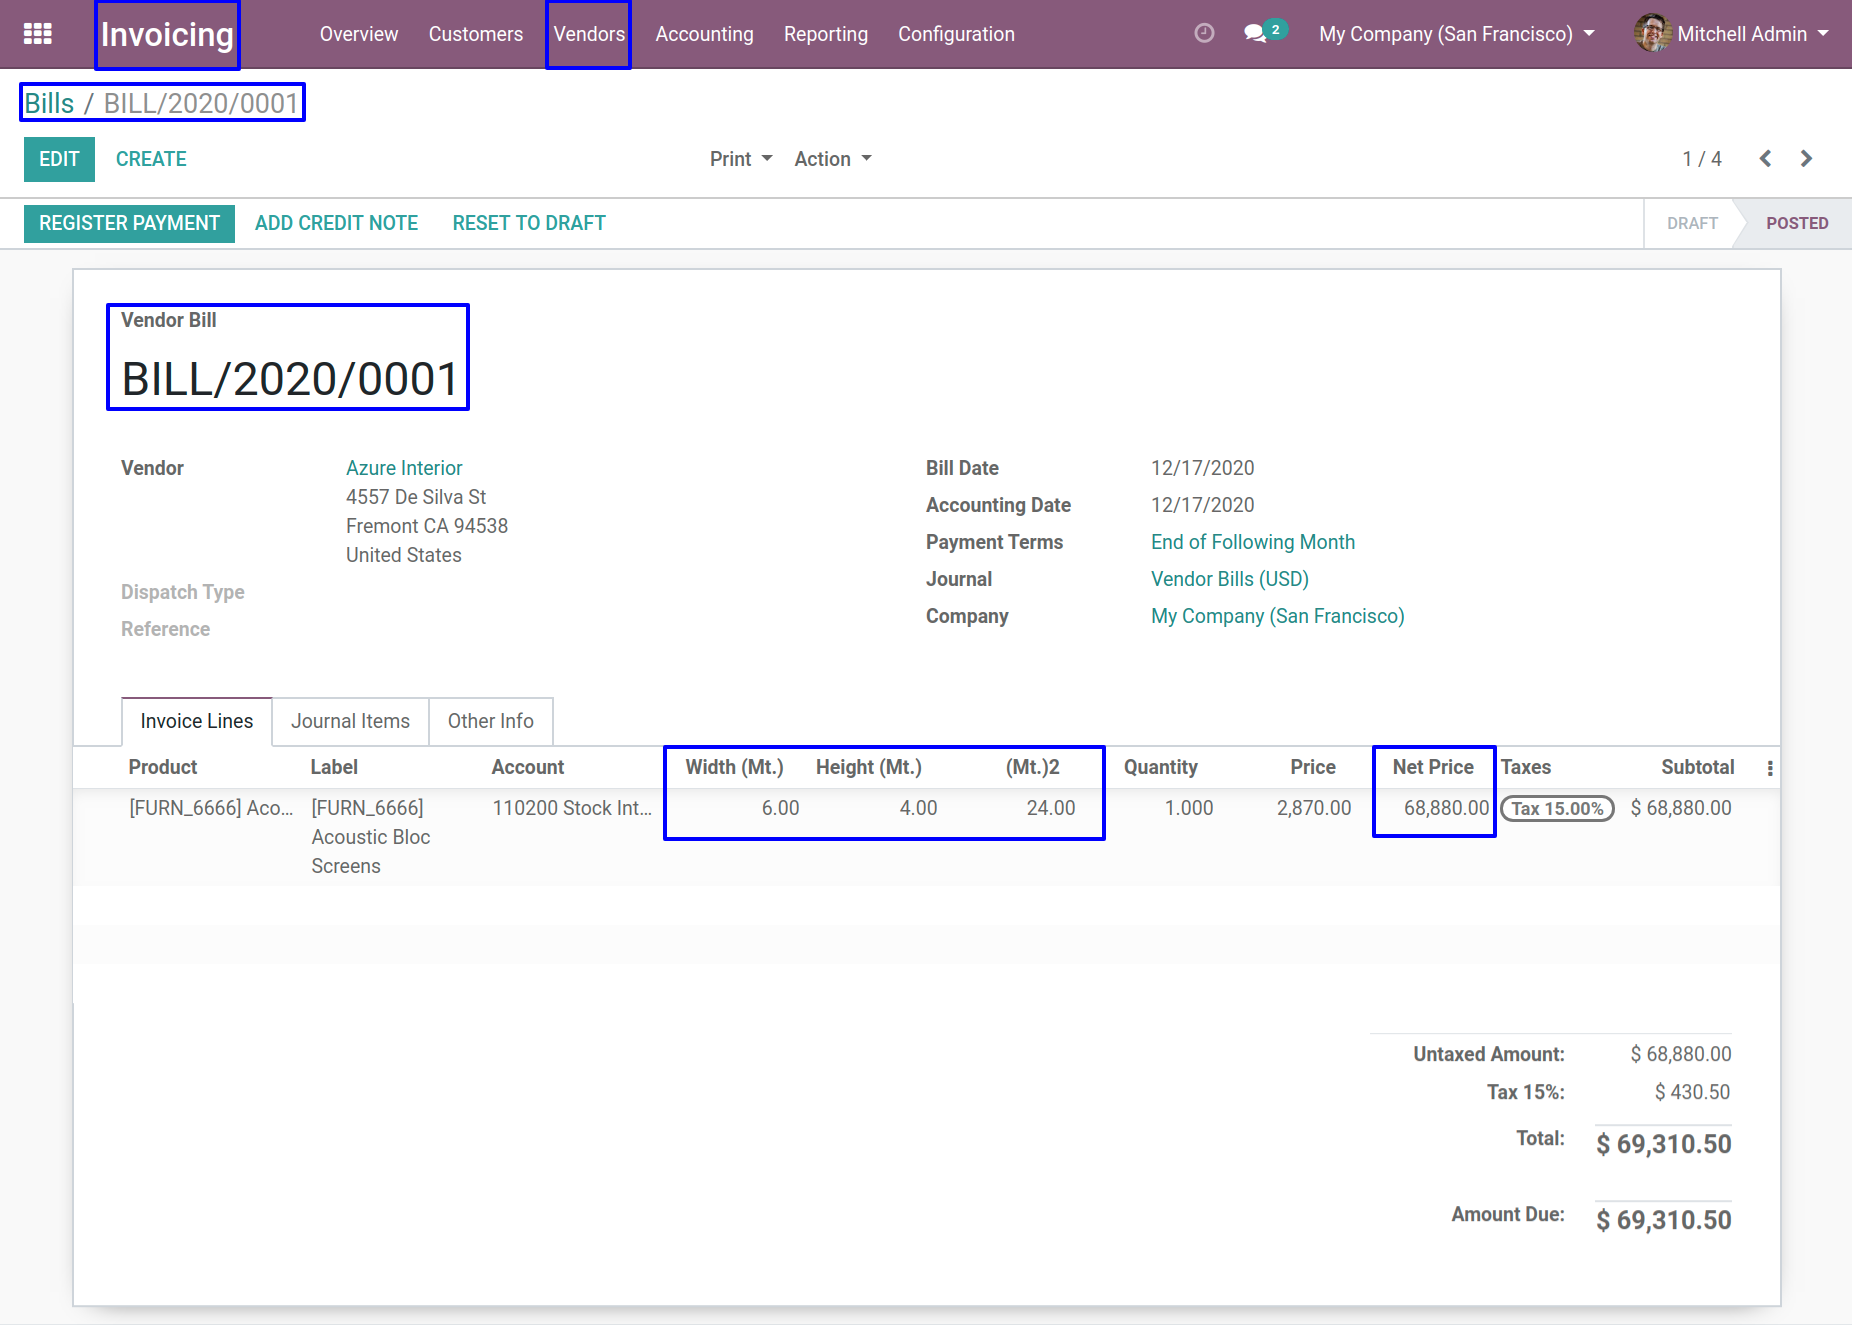 Invoicing Overview Customers Vendors Accounting Reporting Configuration 2 My Company (San Francisco) Mitchell Admin
Bills / BILL/2020/0001
EDIT CREATE Print Action 1 / 4
REGISTER PAYMENT ADD CREDIT NOTE RESET TO DRAFT DRAFT POSTED
Vendor Bill
BILL/2020/0001
Vendor Azure Interior
4557 De Silva St
Fremont CA 94538
United States
Dispatch Type
Reference
Bill Date 12/17/2020
Accounting Date 12/17/2020
Payment Terms End of Following Month
Journal Vendor Bills (USD)
Company My Company (San Francisco)
Invoice Lines Journal Items Other Info
Product Label Account Width (Mt.) Height (Mt.) (Mt.)2 Quantity Price Net Price Taxes Subtotal
[FURN_6666] Aco... [FURN_6666] 110200 Stock Int... 6.00 4.00 24.00 1.000 2,870.00 68,880.00 Tax 15.00% $ 68,880.00
Acoustic Bloc
Screens
Untaxed Amount: $ 68,880.00
Tax 15%: $ 430.50
Total: $ 69,310.50
Amount Due: $ 69,310.50